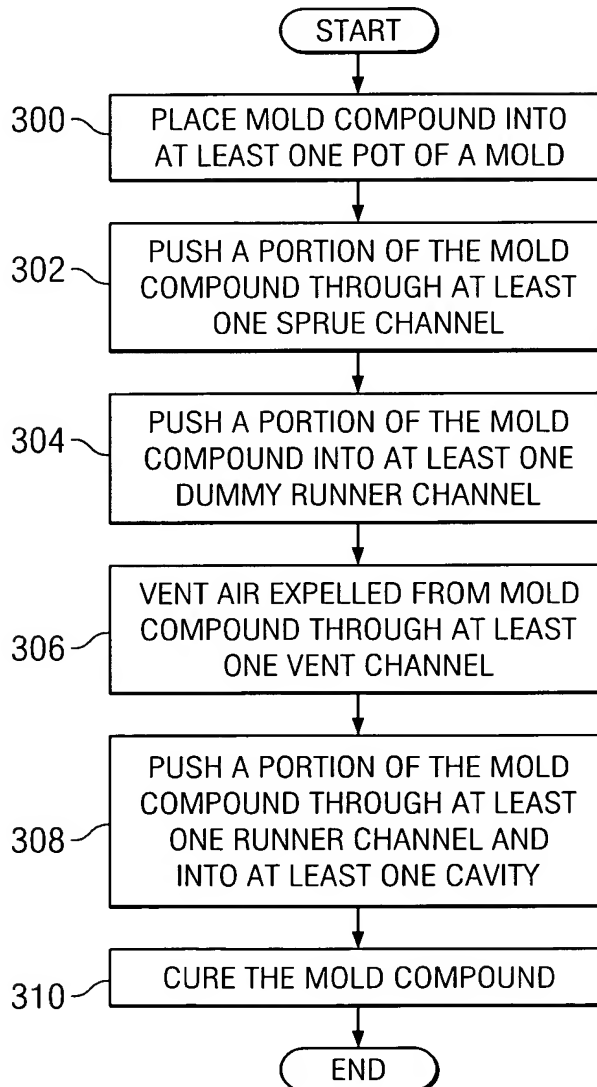 START
300
PLACE MOLD COMPOUND INTO
AT LEAST ONE POT OF A MOLD
302
PUSH A PORTION OF THE MOLD
COMPOUND THROUGH AT LEAST
ONE SPRUE CHANNEL
304
PUSH A PORTION OF THE MOLD
COMPOUND INTO AT LEAST ONE
DUMMY RUNNER CHANNEL
306
VENT AIR EXPELLED FROM MOLD
COMPOUND THROUGH AT LEAST
ONE VENT CHANNEL
308
PUSH A PORTION OF THE MOLD
COMPOUND THROUGH AT LEAST
ONE RUNNER CHANNEL AND
INTO AT LEAST ONE CAVITY
310
CURE THE MOLD COMPOUND
END